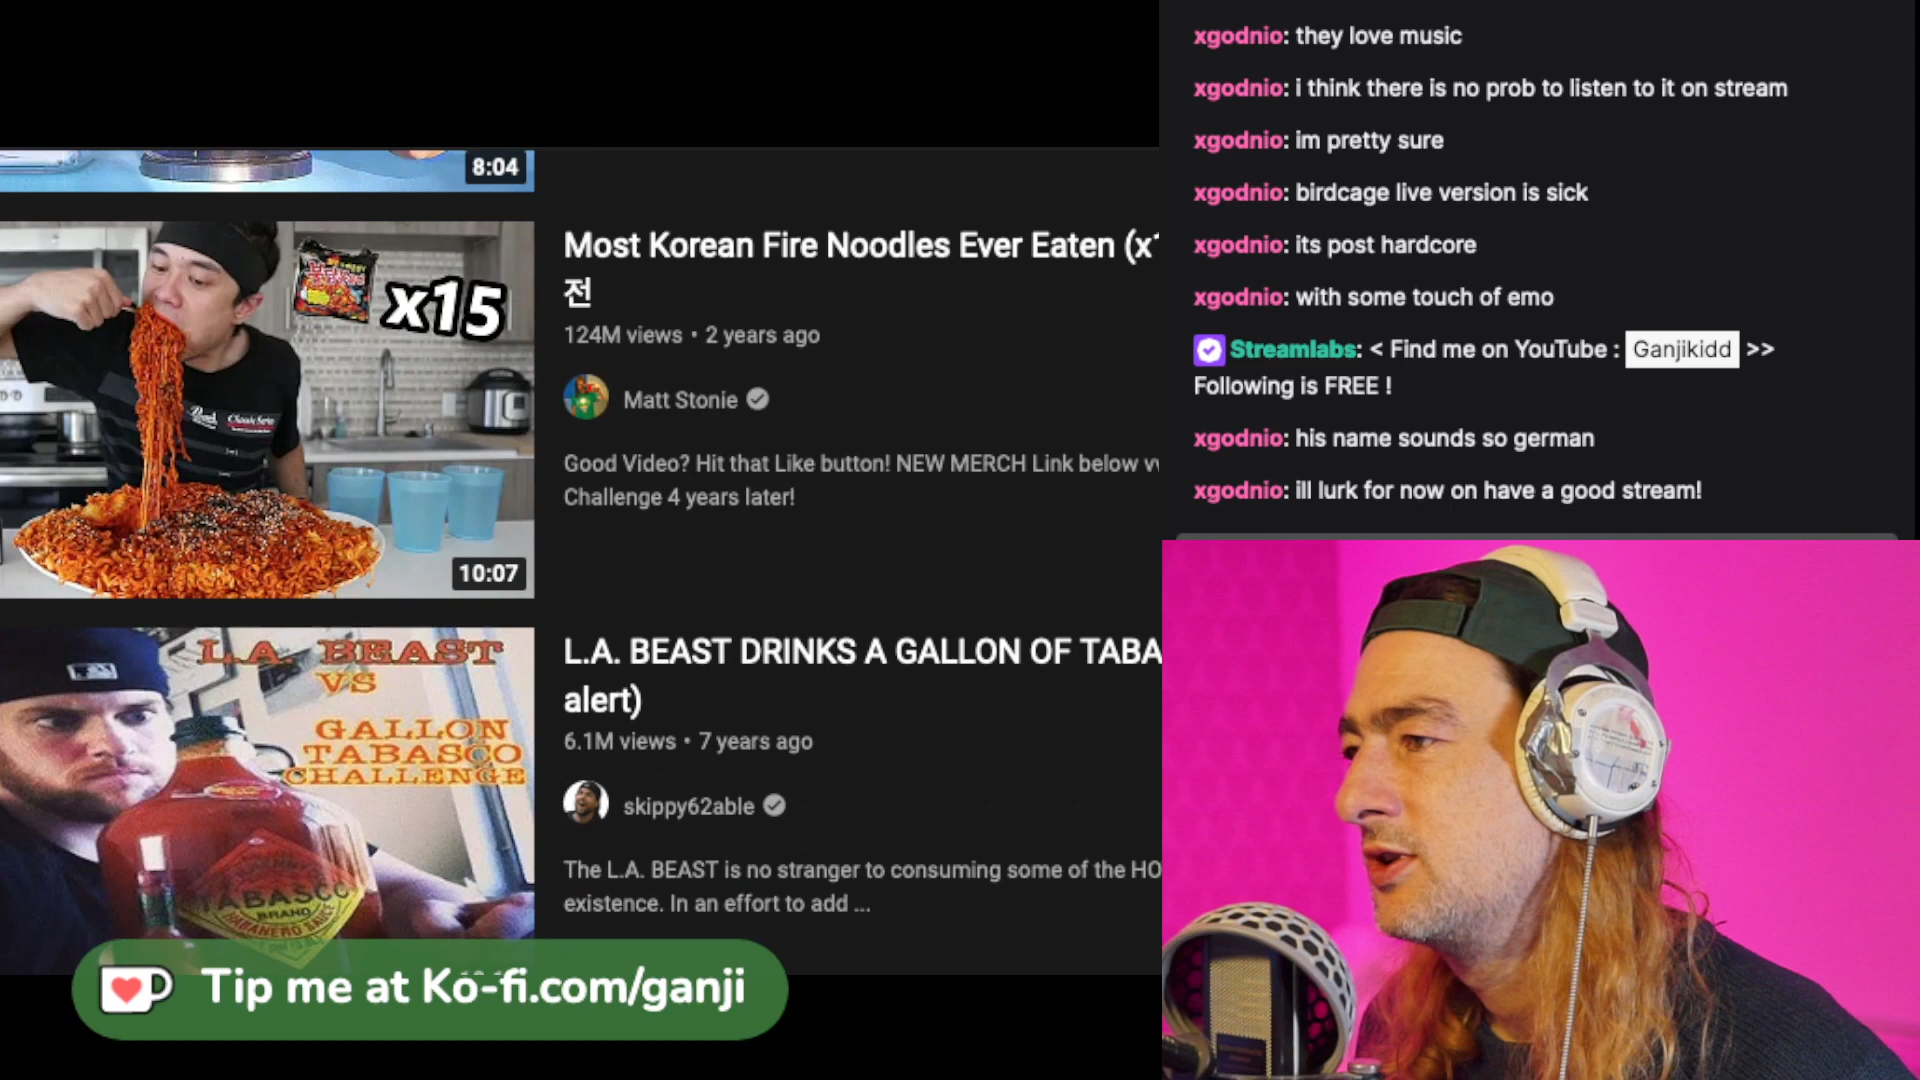 8:04
x15
10:07
Most Korean Fire Noodles Ever Eaten (x1
전
124M views • 2 years ago
Matt Stonie
Good Video? Hit that Like button! NEW MERCH Link below
Challenge 4 years later!
L.A. BEAST
VS
GALLON
TABASCO
CHALLENGE
TABASCO
BRAND
HABANERO SAUCE
L.A. BEAST DRINKS A GALLON OF TABA
alert)
6.1M views • 7 years ago
skippy62able
The L.A. BEAST is no stranger to consuming some of the HO
existence. In an effort to add ...
Tip me at Ko-fi.com/ganji
xgodnio: they love music
xgodnio: i think there is no prob to listen to it on stream
xgodnio: im pretty sure
xgodnio: birdcage live version is sick
xgodnio: its post hardcore
xgodnio: with some touch of emo
Streamlabs: < Find me on YouTube : Ganjikidd >>
Following is FREE !
xgodnio: his name sounds so german
xgodnio: ill lurk for now on have a good stream!